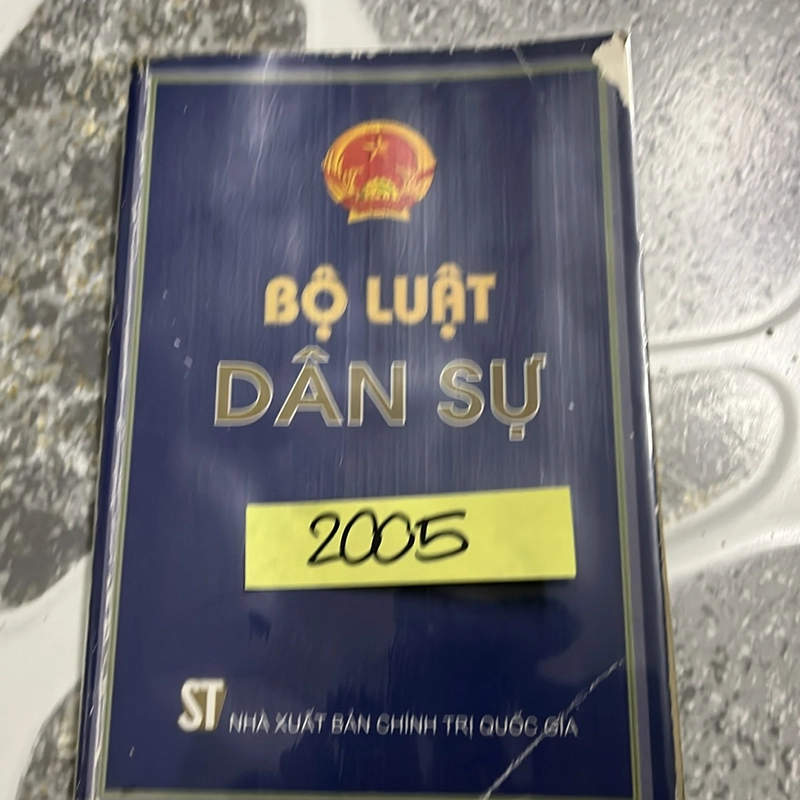 BỘ LUẬT
DÂN SỰ
2005
ST NHÀ XUẤT BẢN CHÍNH TRỊ QUỐC GIA